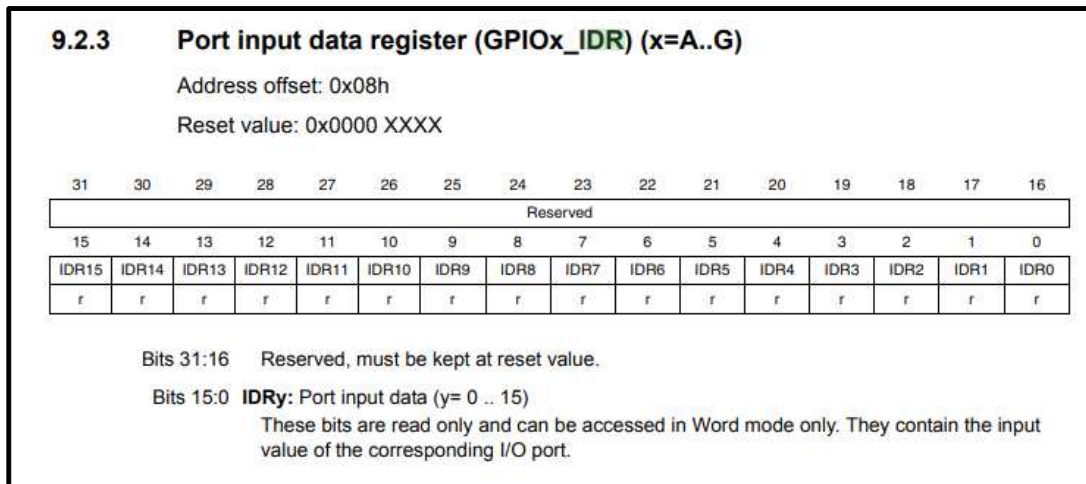 9.2.3 Port input data register (GPIOx_IDR) (x=A..G)
Address offset: 0x08h
Reset value: 0x0000 XXXX
31 30 29 28 27 26 25 24 23 22 21 20 19 18 17 16
Reserved
15 14 13 12 11 10 9 8 7 6 5 4 3 2 1 0
IDR15 IDR14 IDR13 IDR12 IDR11 IDR10 IDR9 IDR8 IDR7 IDR6 IDR5 IDR4 IDR3 IDR2 IDR1 IDR0
r r r r r r r r r r r r r r r r
Bits 31:16 Reserved, must be kept at reset value.
Bits 15:0 IDRy: Port input data (y= 0 .. 15)
These bits are read only and can be accessed in Word mode only. They contain the input
value of the corresponding I/O port.